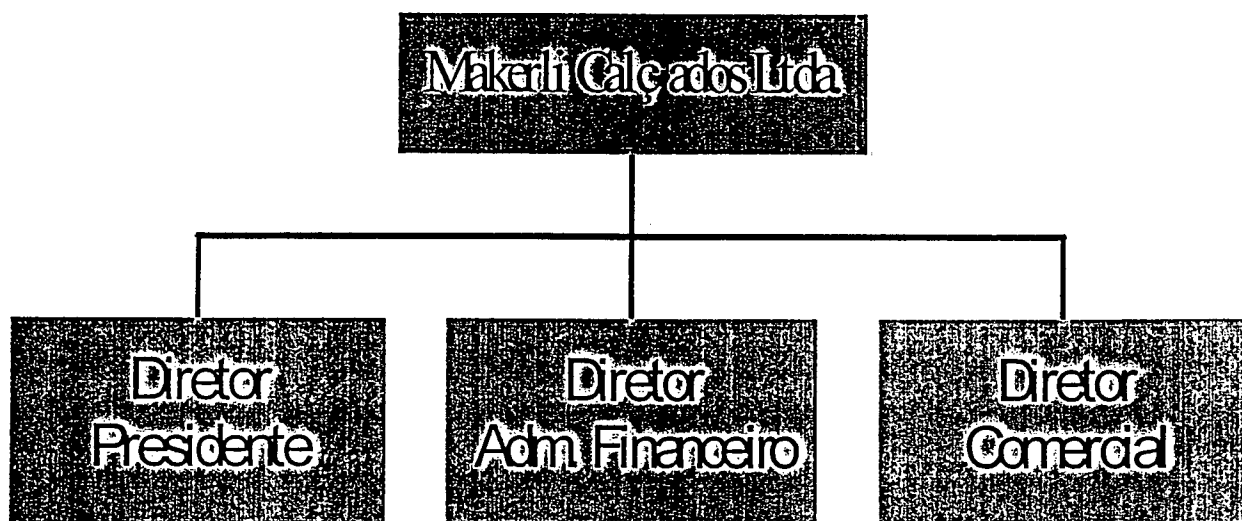 Makerli Calçados Ltda
Diretor
Presidente
Diretor
Adm. Financeiro
Diretor
Comercial